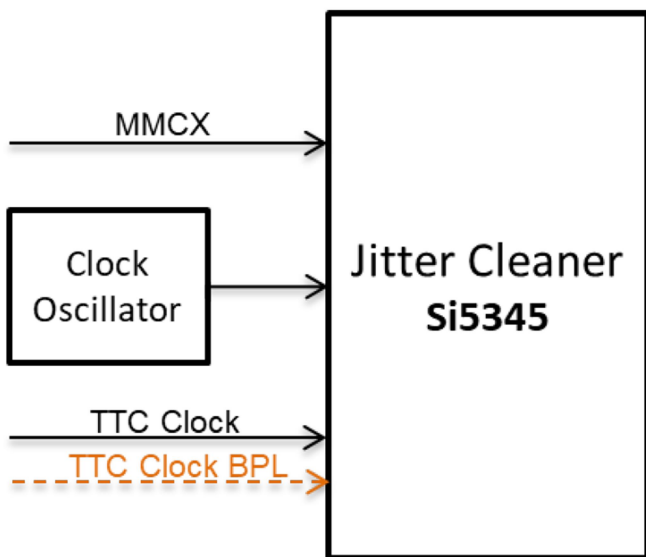 MMCX
Clock
Oscillator
Jitter Cleaner
Si5345
TTC Clock
TTC Clock BPL